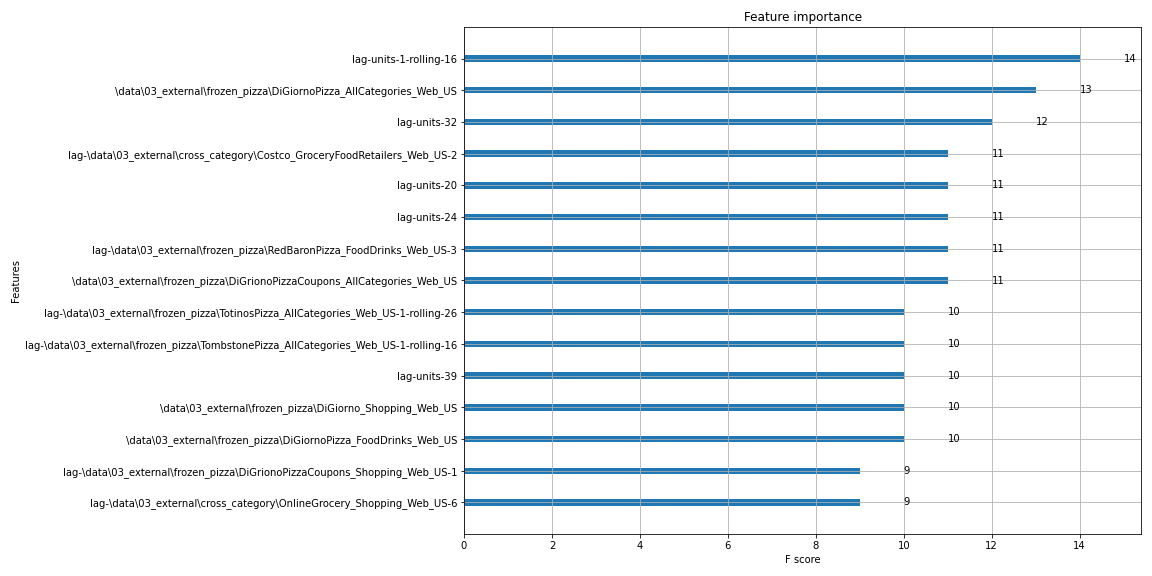 Feature importance
lag-units-1-rolling-16
14
\data\03_external\frozen_pizza\DiGiornoPizza_AllCategories_Web_US
13
lag-units-32
12
lag-\data\03_external\cross_category\Costco_GroceryFoodRetailers_Web_US-2
11
lag-units-20
11
lag-units-24
11
lag-\data\03_external\frozen_pizza\RedBaronPizza_FoodDrinks_Web_US-3
11
\data\03_external\frozen_pizza\DiGrionoPizzaCoupons_AllCategories_Web_US
11
lag-\data\03_external\frozen_pizza\TotinosPizza_AllCategories_Web_US-1-rolling-26
10
lag-\data\03_external\frozen_pizza\TombstonePizza_AllCategories_Web_US-1-rolling-16
10
lag-units-39
10
\data\03_external\frozen_pizza\DiGiorno_Shopping_Web_US
10
\data\03_external\frozen_pizza\DiGiornoPizza_FoodDrinks_Web_US
10
lag-\data\03_external\frozen_pizza\DiGrionoPizzaCoupons_Shopping_Web_US-1
9
lag-\data\03_external\cross_category\OnlineGrocery_Shopping_Web_US-6
9
Features
0 2 4 6 8 10 12 14
F score